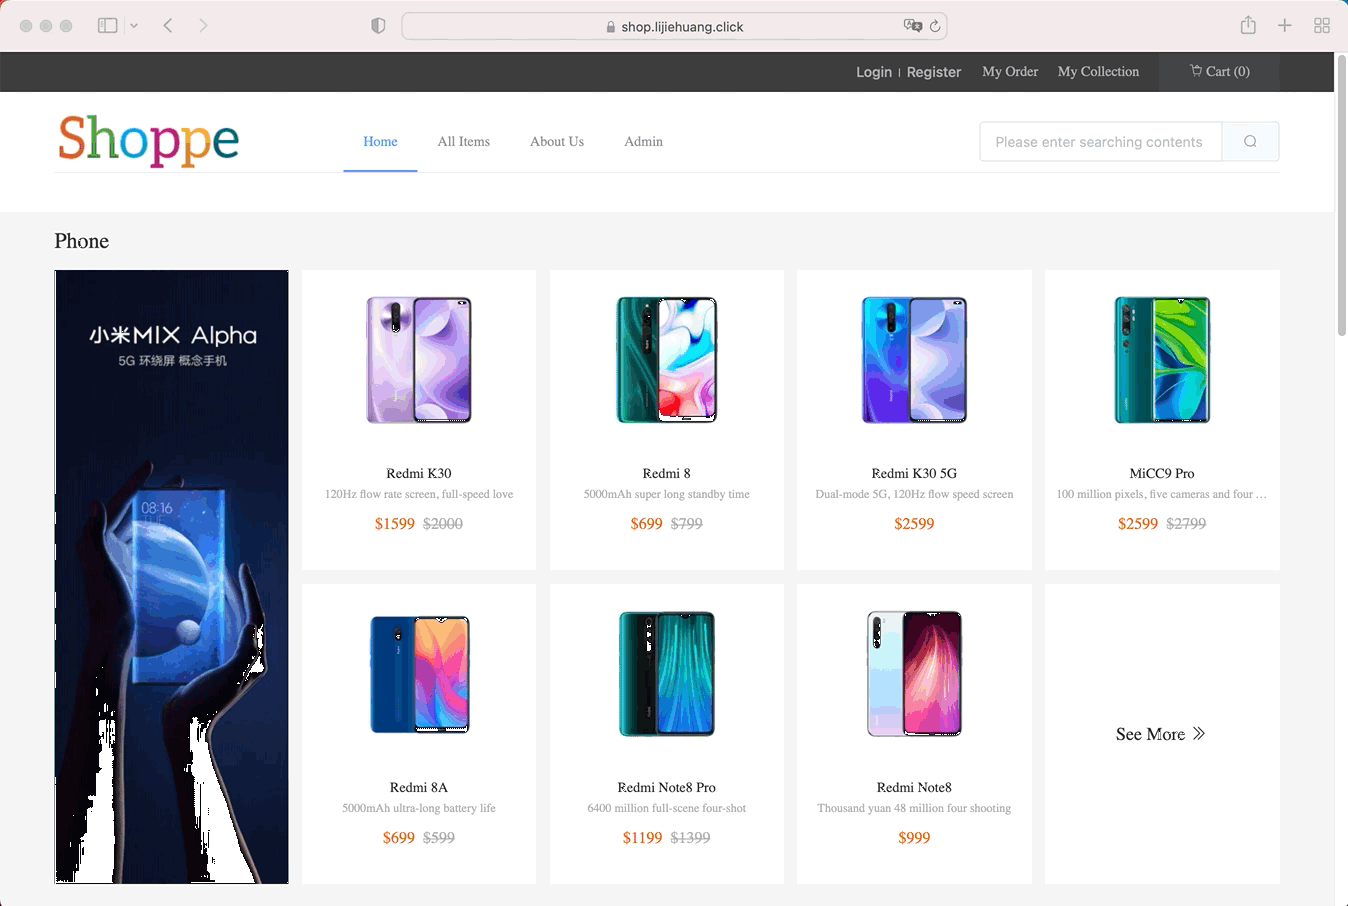 shop.lijiehuang.click
Login | Register My Order My Collection Cart (0)
Shoppe
Home All Items About Us Admin
Please enter searching contents
Phone
小米MIX Alpha
5G 环绕屏 概念手机
08:16
Redmi K30
120Hz flow rate screen, full-speed love
$1599 $2000
Redmi 8
5000mAh super long standby time
$699 $799
Redmi K30 5G
Dual-mode 5G, 120Hz flow speed screen
$2599
MiCC9 Pro
100 million pixels, five cameras and four ...
$2599 $2799
Redmi 8A
5000mAh ultra-long battery life
$699 $599
Redmi Note8 Pro
6400 million full-scene four-shot
$1199 $1399
Redmi Note8
Thousand yuan 48 million four shooting
$999
See More